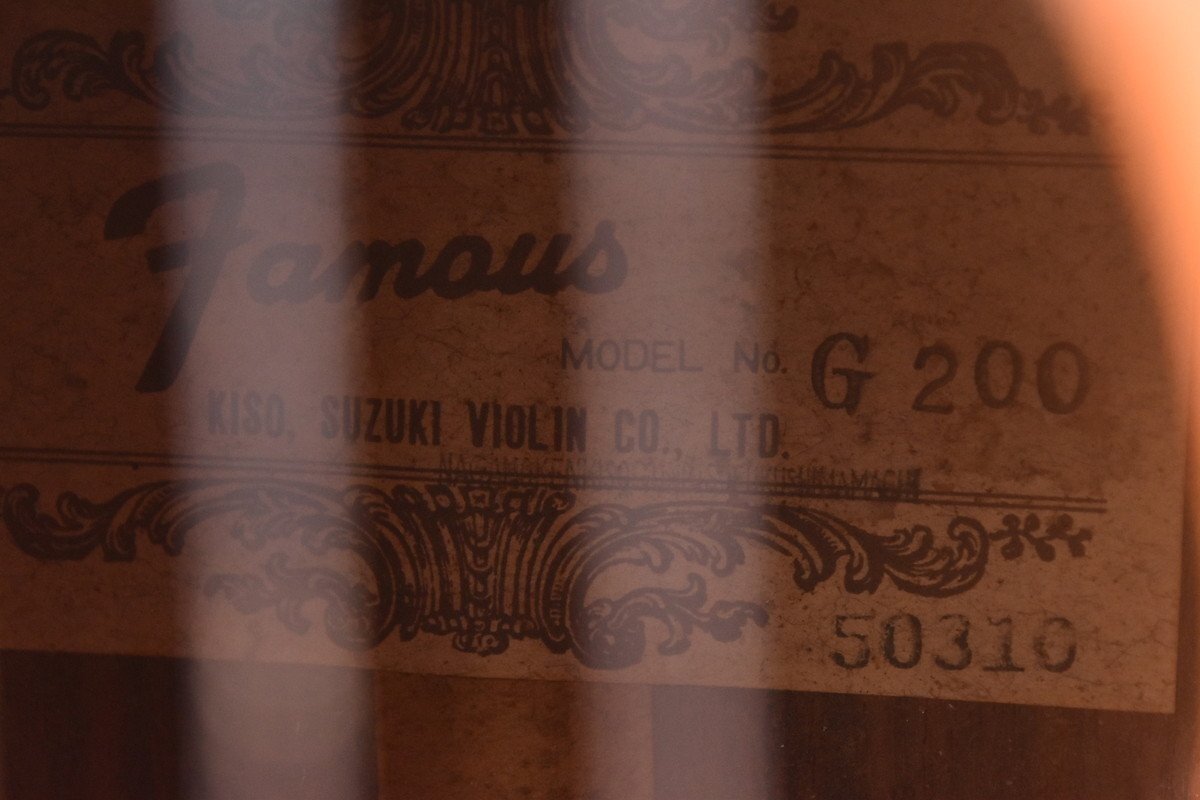 Famous
MODEL No. G 200
KISO, SUZUKI VIOLIN CO., LTD.
50310